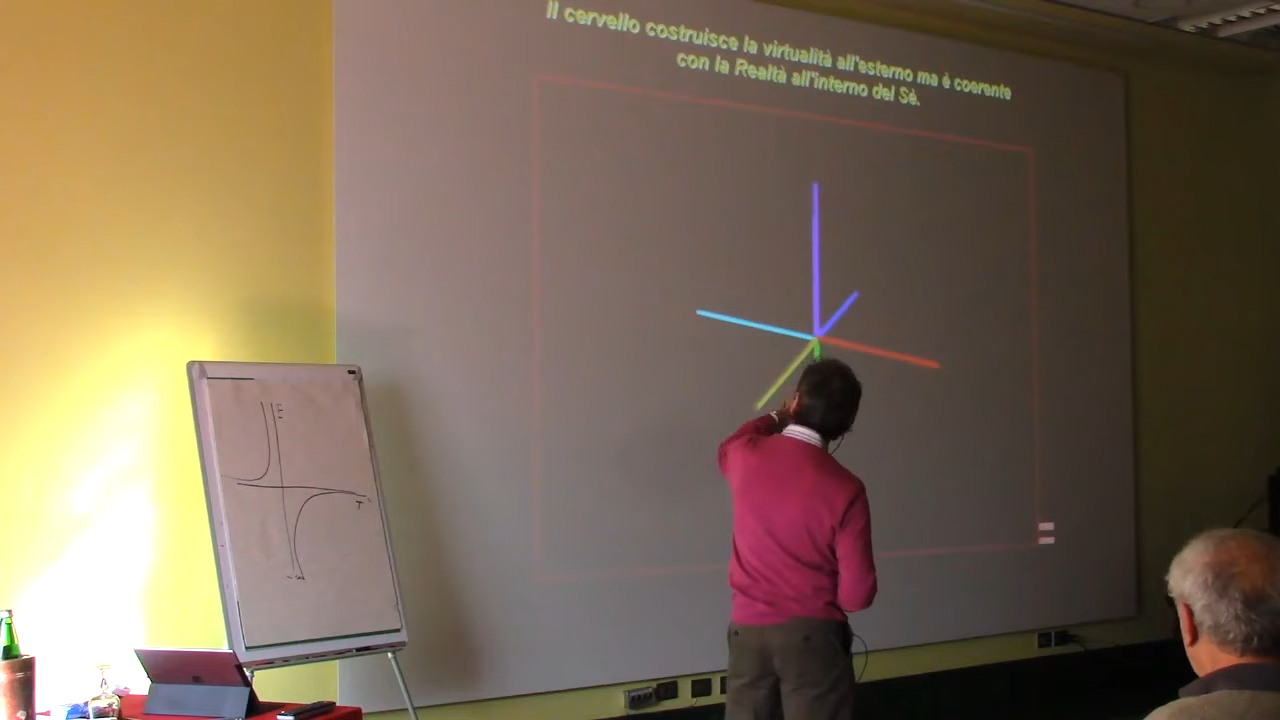 Il cervello costruisce la virtualità all'esterno ma è coerente
con la Realtà all'interno del Sè.
E
T